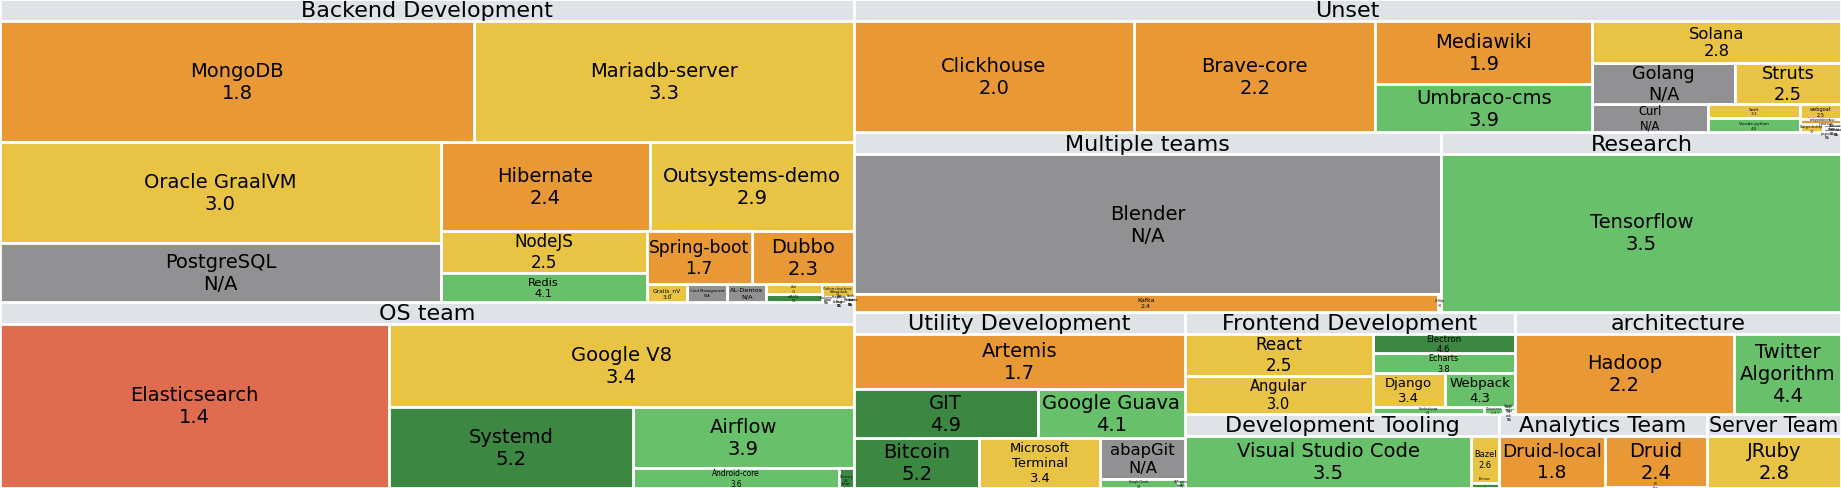 Backend Development
MongoDB
1.8
Mariadb-server
3.3
Oracle GraalVM
3.0
Hibernate
2.4
Outsystems-demo
2.9
PostgreSQL
N/A
NodeJS
2.5
Redis
4.1
Spring-boot
1.7
Dubbo
2.3
Grails_nV
3.0
Card Management
N/A
AL-Demos
N/A
OS team
Elasticsearch
1.4
Google V8
3.4
Systemd
5.2
Airflow
3.9
Android-core
3.6
Unset
Clickhouse
2.0
Brave-core
2.2
Mediawiki
1.9
Umbraco-cms
3.9
Solana
2.8
Golang
N/A
Struts
2.5
Curl
N/A
webgoat
2.5
Multiple teams
Blender
N/A
Kafka
2.4
Research
Tensorflow
3.5
Utility Development
Artemis
1.7
GIT
4.9
Google Guava
4.1
Bitcoin
5.2
Microsoft
Terminal
3.4
abapGit
N/A
Frontend Development
React
2.5
Angular
3.0
Electron
4.6
Echarts
3.8
Django
3.4
Webpack
4.3
architecture
Hadoop
2.2
Twitter
Algorithm
4.4
Development Tooling
Visual Studio Code
3.5
Bazel
2.6
Analytics Team
Druid-local
1.8
Druid
2.4
Server Team
JRuby
2.8